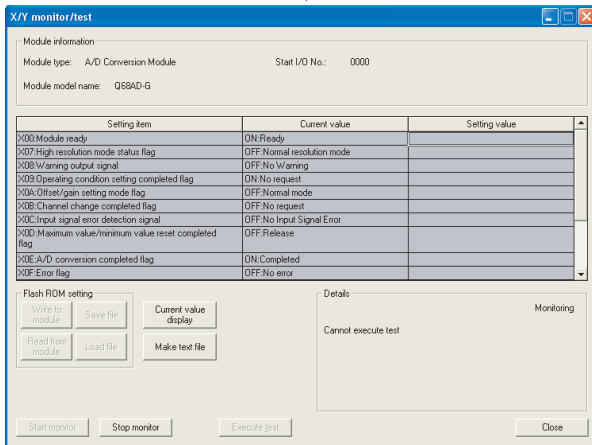 X/Y monitor/test
Module information
Module type: A/D Conversion Module Start I/O No.: 0000
Module model name: Q68AD-G
Setting item Current value Setting value
X00:Module ready ON:Ready
X07:High resolution mode status flag OFF:Normal resolution mode
X08:Warning output signal OFF:No Warning
X09:Operating condition setting completed flag ON:No request
X0A:Offset/gain setting mode flag OFF:Normal mode
X0B:Channel change completed flag OFF:No request
X0C:Input signal error detection signal OFF:No Input Signal Error
X0D:Maximum value/minimum value reset completed OFF:Release
flag
X0E:A/D conversion completed flag ON:Completed
X0F:Error flag OFF:No error
Flash ROM setting
Write to
module
Save file
Current value
display
Read from
module
Load file
Make text file
Details
Monitoring
Cannot execute test
Start monitor Stop monitor Execute test Close